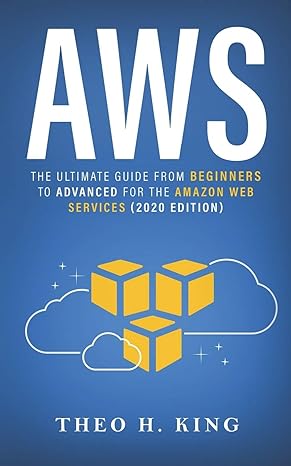 AWS
THE ULTIMATE GUIDE FROM BEGINNERS
TO ADVANCED FOR THE AMAZON WEB
SERVICES (2020 EDITION)
THEO H. KING